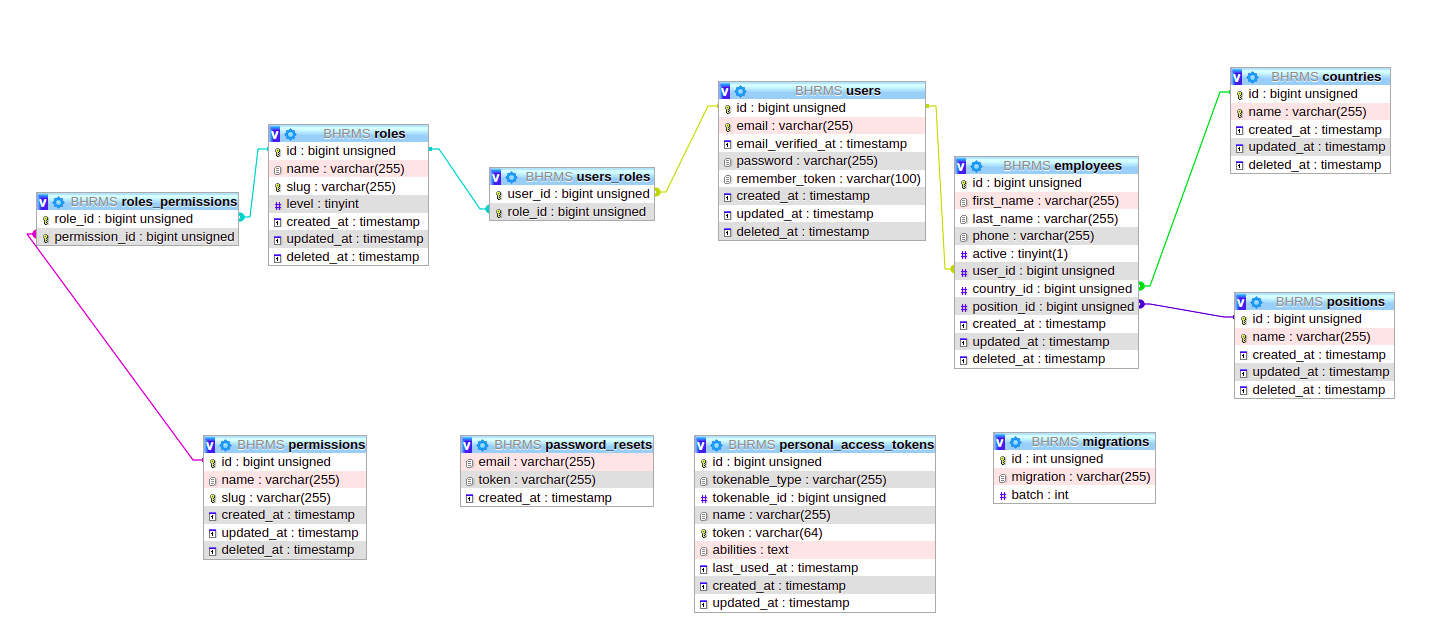 BHRMS roles_permissions
role_id : bigint unsigned
permission_id : bigint unsigned
BHRMS roles
id : bigint unsigned
name : varchar(255)
slug : varchar(255)
level : tinyint
created_at : timestamp
updated_at : timestamp
deleted_at : timestamp
BHRMS users_roles
user_id : bigint unsigned
role_id : bigint unsigned
BHRMS users
id : bigint unsigned
email : varchar(255)
email_verified_at : timestamp
password : varchar(255)
remember_token : varchar(100)
created_at : timestamp
updated_at : timestamp
deleted_at : timestamp
BHRMS employees
id : bigint unsigned
first_name : varchar(255)
last_name : varchar(255)
phone : varchar(255)
active : tinyint(1)
user_id : bigint unsigned
country_id : bigint unsigned
position_id : bigint unsigned
created_at : timestamp
updated_at : timestamp
deleted_at : timestamp
BHRMS countries
id : bigint unsigned
name : varchar(255)
created_at : timestamp
updated_at : timestamp
deleted_at : timestamp
BHRMS positions
id : bigint unsigned
name : varchar(255)
created_at : timestamp
updated_at : timestamp
deleted_at : timestamp
BHRMS permissions
id : bigint unsigned
name : varchar(255)
slug : varchar(255)
created_at : timestamp
updated_at : timestamp
deleted_at : timestamp
BHRMS password_resets
email : varchar(255)
token : varchar(255)
created_at : timestamp
BHRMS personal_access_tokens
id : bigint unsigned
tokenable_type : varchar(255)
tokenable_id : bigint unsigned
name : varchar(255)
token : varchar(64)
abilities : text
last_used_at : timestamp
created_at : timestamp
updated_at : timestamp
BHRMS migrations
id : int unsigned
migration : varchar(255)
batch : int